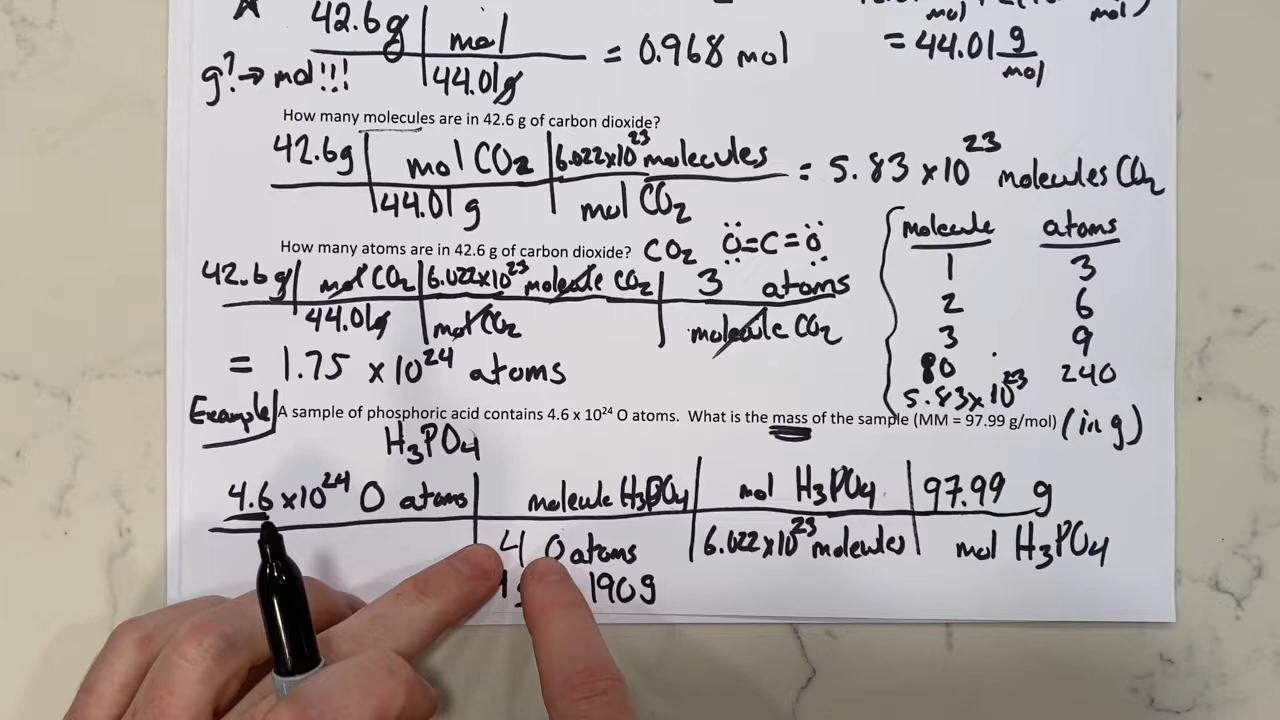 42.6g | mol
44.01g = 0.968 mol
= 44.01 g/mol
g? → mol!!!
How many molecules are in 42.6 g of carbon dioxide?
42.6g | mol CO2 | 6.022x10^23 molecules
44.01 g | mol CO2 = 5.83 x10^23 molecules CO2
How many atoms are in 42.6 g of carbon dioxide? CO2 O=C=O
42.6g | mol CO2 | 6.022x10^23 molecule CO2 | 3 atoms
44.01g | mol CO2 | molecule CO2
= 1.75 x10^24 atoms
molecule atoms
1 3
2 6
3 9
80 240
5.83x10^23
Example A sample of phosphoric acid contains 4.6 x 10^24 O atoms. What is the mass of the sample (MM = 97.99 g/mol) (in g)
H3PO4
4.6 x10^24 O atoms | molecule H3PO4 | mol H3PO4 | 97.99 g
4 O atoms | 6.022x10^23 molecules | mol H3PO4
190g